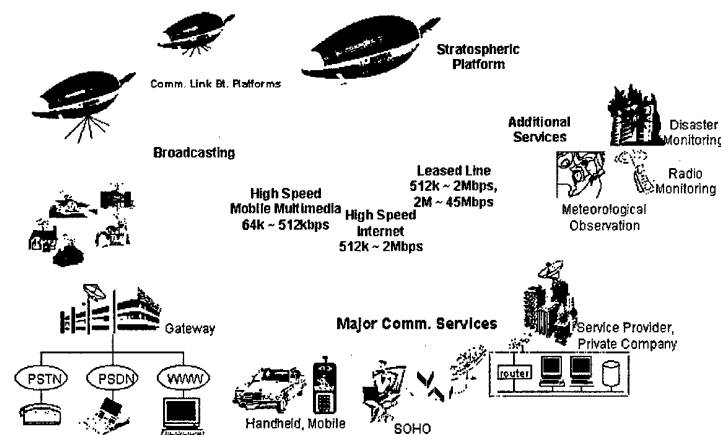 Stratospheric
Platform
Comm. Link Bt. Platforms
Additional
Services
Disaster
Monitoring
Broadcasting
Leased Line
512k ~ 2Mbps,
2M ~ 45Mbps
Radio
Monitoring
High Speed
Mobile Multimedia
64k ~ 512kbps
High Speed
Internet
512k ~ 2Mbps
Meteorological
Observation
Gateway
Major Comm. Services
Service Provider,
Private Company
PSTN
PSDN
WWW
router
Handheld, Mobile
SOHO